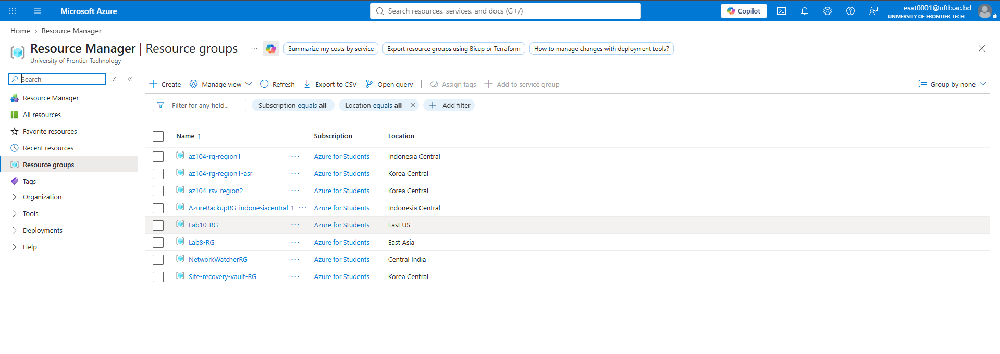 Microsoft Azure
Search resources, services, and docs (G+/)
Copilot
esat0001@uftb.ac.bd
UNIVERSITY OF FRONTIER TECH...
Home > Resource Manager
Resource Manager | Resource groups
University of Frontier Technology
Summarize my costs by service
Export resource groups using Bicep or Terraform
How to manage changes with deployment tools?
Search
Resource Manager
All resources
Favorite resources
Recent resources
Resource groups
Tags
Organization
Tools
Deployments
Help
Create Manage view Refresh Export to CSV Open query | Assign tags Add to service group Group by none
Filter for any field... Subscription equals all Location equals all Add filter
Name ↑ Subscription Location
az104-rg-region1 ... Azure for Students Indonesia Central
az104-rg-region1-asr ... Azure for Students Korea Central
az104-rsv-region2 ... Azure for Students Korea Central
AzureBackupRG_indonesiacentral_1 ... Azure for Students Indonesia Central
Lab10-RG ... Azure for Students East US
Lab8-RG ... Azure for Students East Asia
NetworkWatcherRG ... Azure for Students Central India
Site-recovery-vault-RG ... Azure for Students Korea Central